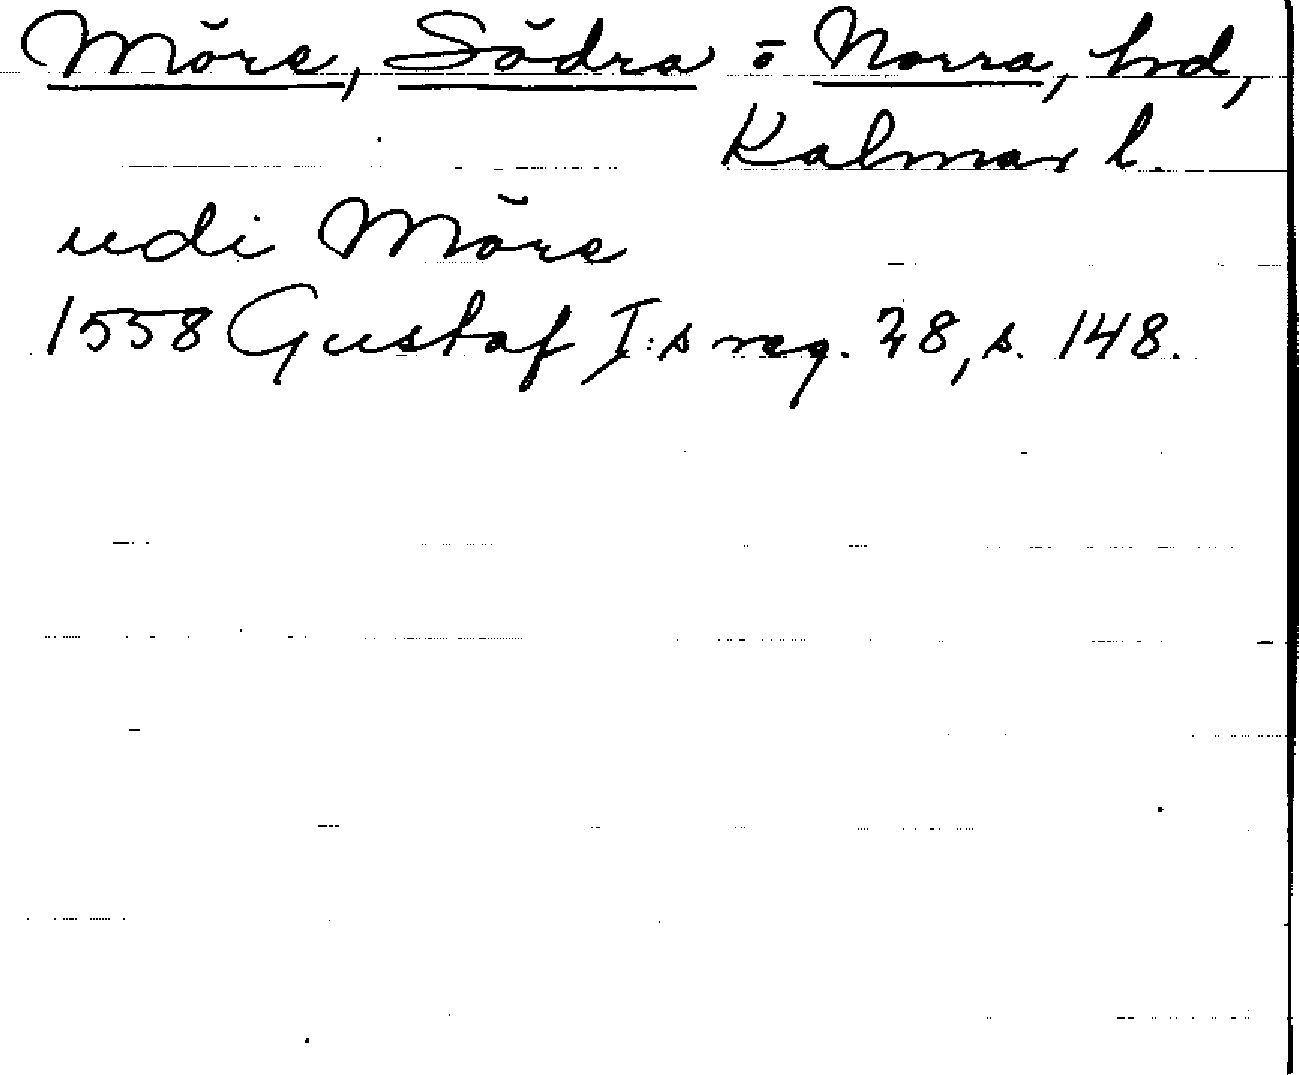 Möre, Södra o Norra, hd,
Kalmar l.
udi Möre
1558 Gustaf I:s reg. 28, s. 148.